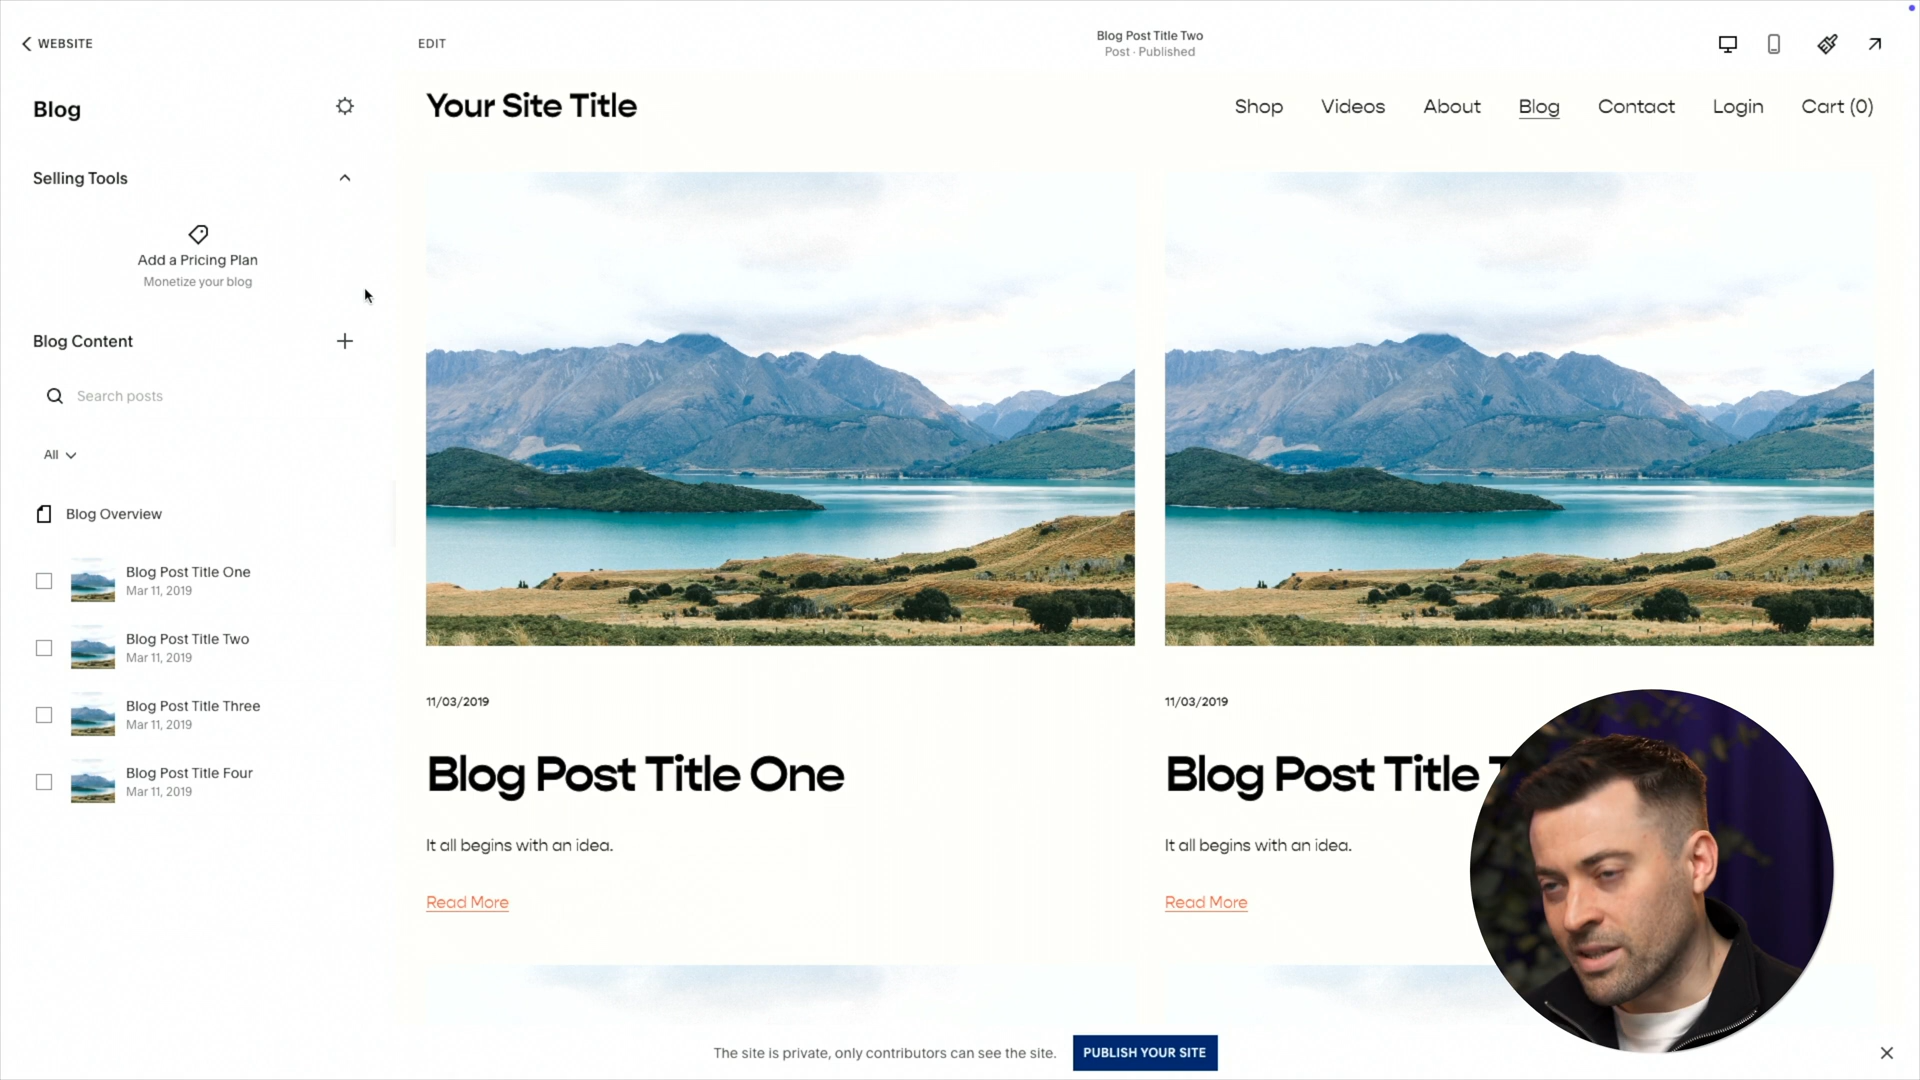 WEBSITE
EDIT
Blog Post Title Two
Post · Published
Blog
Selling Tools
Add a Pricing Plan
Monetize your blog
Blog Content
Search posts
All
Blog Overview
Blog Post Title One
Mar 11, 2019
Blog Post Title Two
Mar 11, 2019
Blog Post Title Three
Mar 11, 2019
Blog Post Title Four
Mar 11, 2019
Your Site Title
Shop Videos About Blog Contact Login Cart (0)
11/03/2019
Blog Post Title One
It all begins with an idea.
Read More
11/03/2019
Blog Post Title
It all begins with an idea.
Read More
The site is private, only contributors can see the site.
PUBLISH YOUR SITE